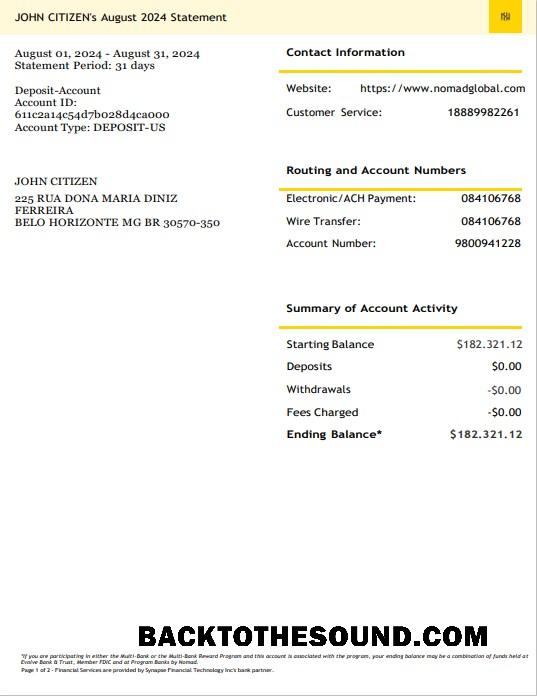 JOHN CITIZEN's August 2024 Statement
August 01, 2024 - August 31, 2024
Statement Period: 31 days
Deposit-Account
Account ID:
611c2a14c54d7b028d4ca000
Account Type: DEPOSIT-US
JOHN CITIZEN
225 RUA DONA MARIA DINIZ
FERREIRA
BELO HORIZONTE MG BR 30570-350
Contact Information
Website: https://www.nomadglobal.com
Customer Service: 18889982261
Routing and Account Numbers
Electronic/ACH Payment: 084106768
Wire Transfer: 084106768
Account Number: 9800941228
Summary of Account Activity
Starting Balance $182.321.12
Deposits $0.00
Withdrawals -$0.00
Fees Charged -$0.00
Ending Balance* $182.321.12
BACKTOTHESOUND.COM
*If you are participating in either the Multi-Bank or the Multi-Bank Reward Program and this account is associated with the program, your ending balance may be a combination of funds held at
Evolve Bank & Trust, Member FDIC and at Program Banks by Nomad.
Page 1 of 2 - Financial Services are provided by Synapse Financial Technology Inc's bank partner.